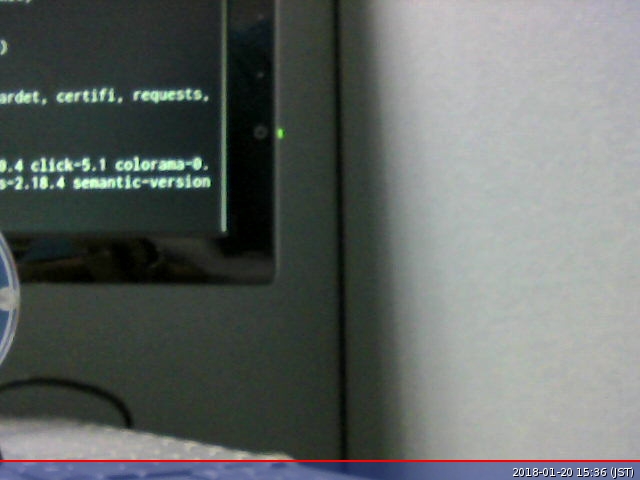 )
ardet, certifi, requests,
0.4 click-5.1 colorama-0.
s-2.18.4 semantic-version
2018-01-20 15:36 (JST)